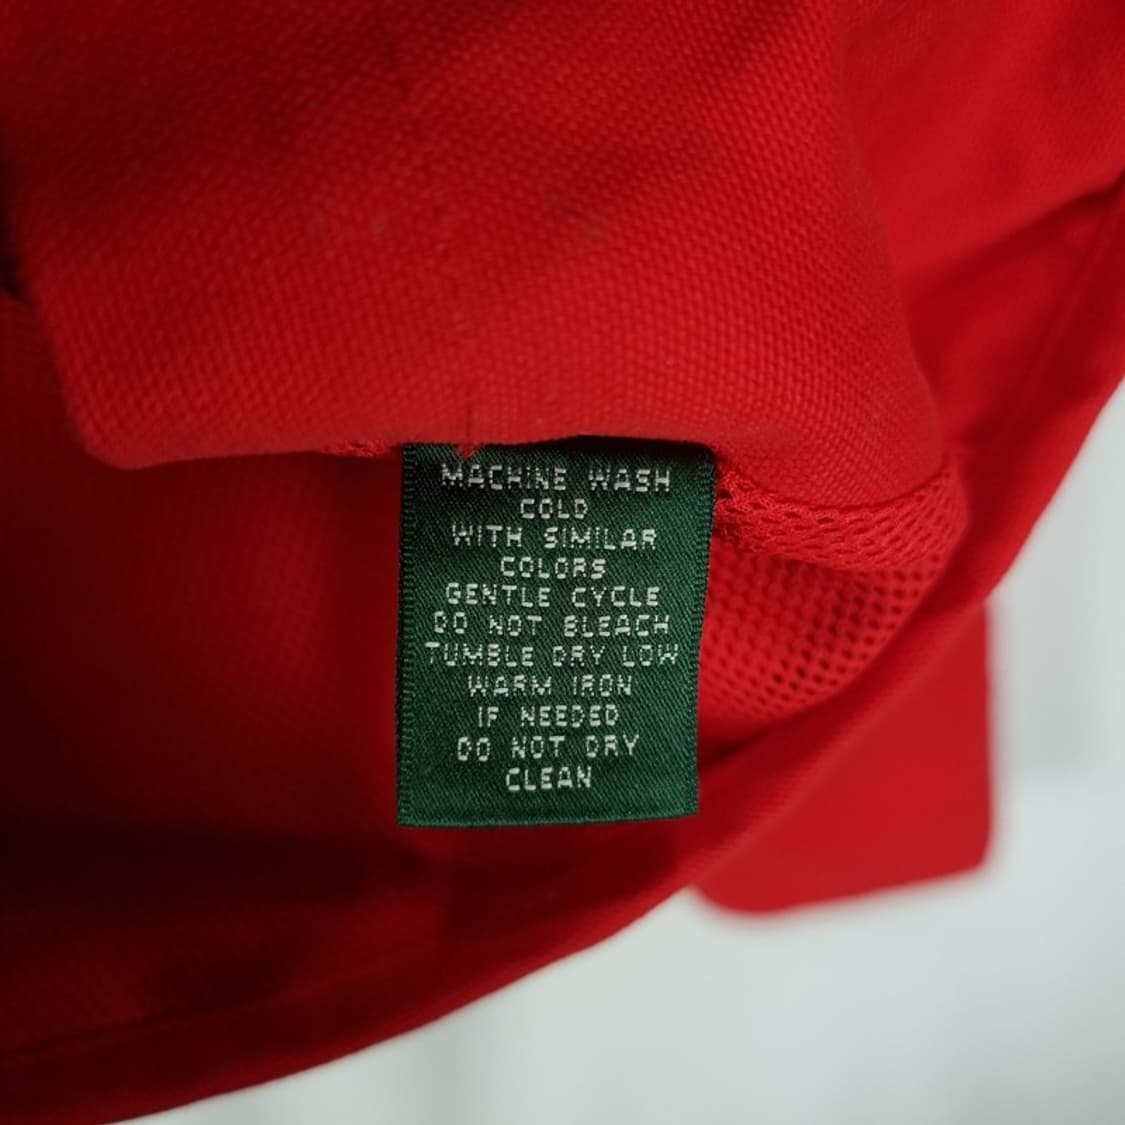 MACHINE WASH
COLD
WITH SIMILAR
COLORS
GENTLE CYCLE
DO NOT BLEACH
TUMBLE DRY LOW
WARM IRON
IF NEEDED
DO NOT DRY
CLEAN